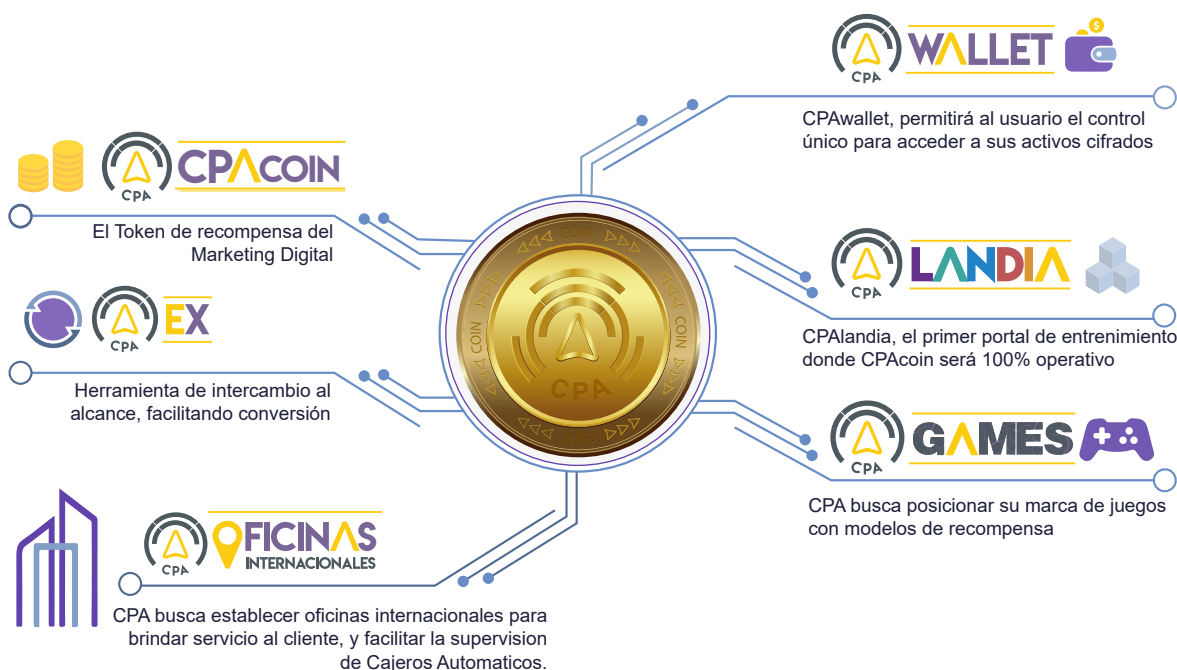 CPA
WALLET
CPAwallet, permitirá al usuario el control
único para acceder a sus activos cifrados
CPA
CPACOIN
El Token de recompensa del
Marketing Digital
CPA
LANDIA
CPAlandia, el primer portal de entrenimiento
donde CPAcoin será 100% operativo
CPA
EX
Herramienta de intercambio al
alcance, facilitando conversión
COIN
COIN
COIN
COIN
CPA
CPA
GAMES
CPA busca posicionar su marca de juegos
con modelos de recompensa
CPA
OFICINAS
INTERNACIONALES
CPA busca establecer oficinas internacionales para
brindar servicio al cliente, y facilitar la supervision
de Cajeros Automaticos.